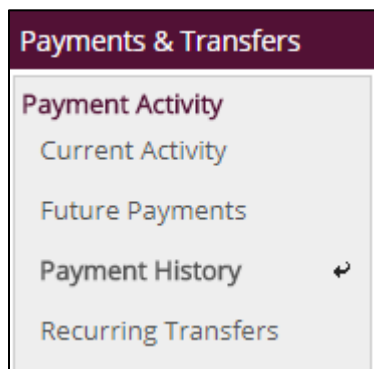 Payments & Transfers
Payment Activity
Current Activity
Future Payments
Payment History
Recurring Transfers